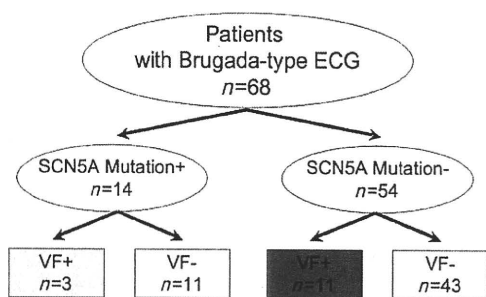 Patients
with Brugada-type ECG
n=68
SCN5A Mutation+
n=14
SCN5A Mutation-
n=54
VF+
n=3
VF-
n=11
VF+
n=11
VF-
n=43